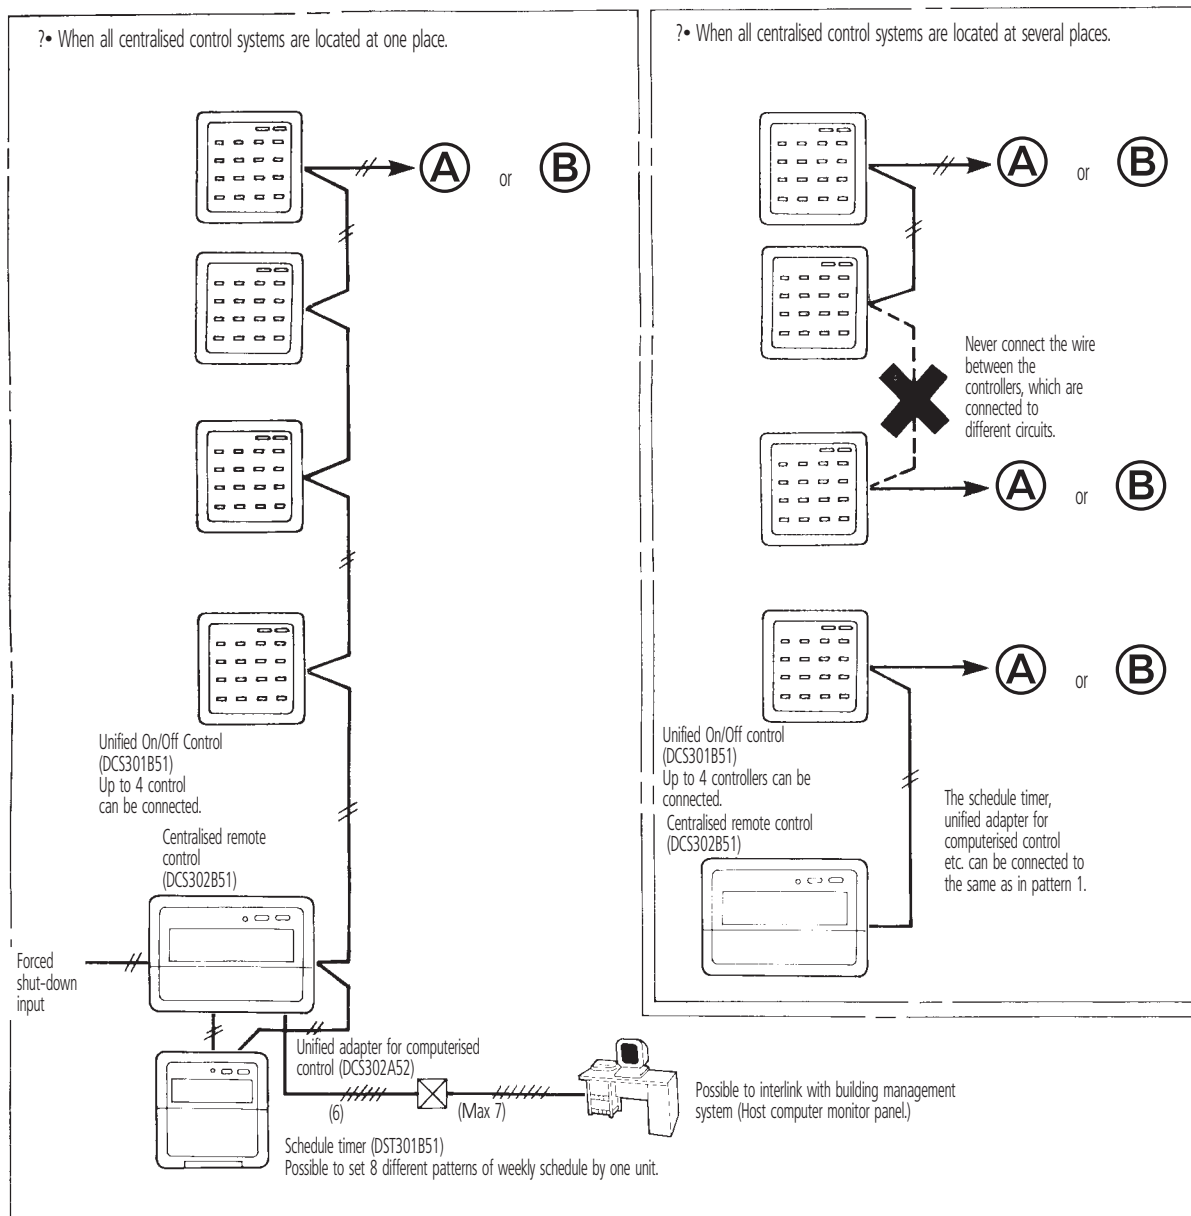 ?• When all centralised control systems are located at one place.
A or B
Unified On/Off Control
(DCS301B51)
Up to 4 control
can be connected.
Centralised remote
control
(DCS302B51)
Forced
shut-down
input
Unified adapter for computerised
control (DCS302A52)
(6)
(Max 7)
Possible to interlink with building management
system (Host computer monitor panel.)
Schedule timer (DST301B51)
Possible to set 8 different patterns of weekly schedule by one unit.
?• When all centralised control systems are located at several places.
A or B
Never connect the wire
between the
controllers, which are
connected to
different circuits.
A or B
A or B
Unified On/Off control
(DCS301B51)
Up to 4 controllers can be
connected.
Centralised remote control
(DCS302B51)
The schedule timer,
unified adapter for
computerised control
etc. can be connected to
the same as in pattern 1.